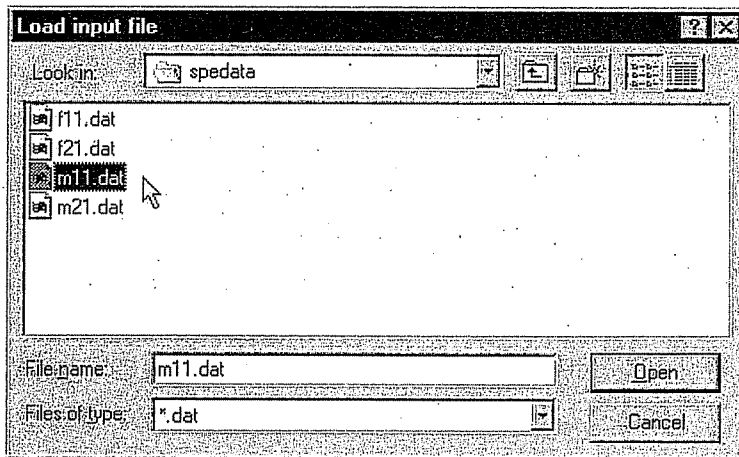 Load input file
Look in: spedata
f11.dat
f21.dat
m11.dat
m21.dat
File name: m11.dat Open
Files of type: *.dat Cancel